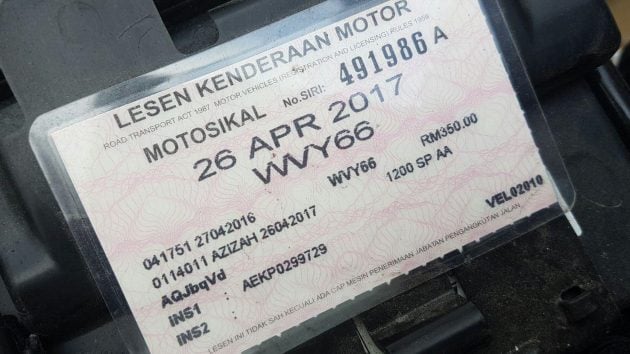 LESEN KENDERAAN MOTOR
ROAD TRANSPORT ACT 1987 MOTOR VEHICLES (REGISTRATION AND LICENSING) RULES 1959
MOTOSIKAL No.SIRI: 491986 A
26 APR 2017
WVY66
041751 27042016 WVY66 RM350.00
0114011 AZIZAH 26042017 1200 SP AA
AQJbqVd VEL02010
INS1 : AEKP0299729
INS2
LESEN INI TIDAK SAH KECUALI ADA CAP MESIN PENERIMAAN JABATAN PENGANGKUTAN JALAN